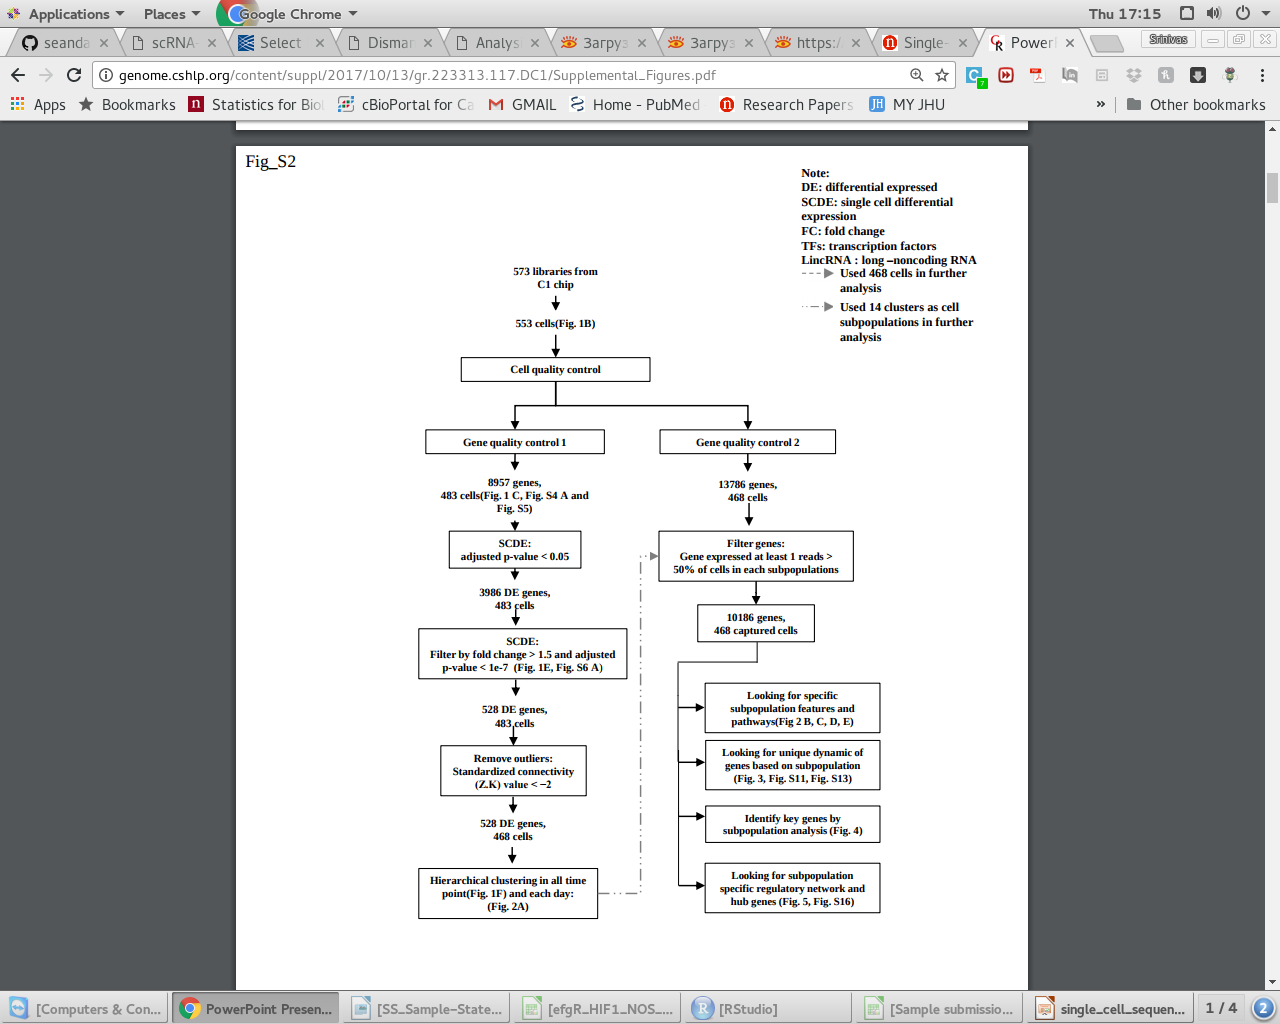 Applications Places Google Chrome Thu 17:15
seanda scRNA- Select Disman Analys Загруз Загруз https:/ Single- Powerl Srinivas
genome.cshlp.org/content/suppl/2017/10/13/gr.223313.117.DC1/Supplemental_Figures.pdf
Apps Bookmarks Statistics for Biol cBioPortal for Ca GMAIL Home - PubMed Research Papers MY JHU » Other bookmarks
Fig_S2
Note:
DE: differential expressed
SCDE: single cell differential
expression
FC: fold change
TFs: transcription factors
LincRNA : long –noncoding RNA
Used 468 cells in further
analysis
Used 14 clusters as cell
subpopulations in further
analysis
573 libraries from
C1 chip
553 cells(Fig. 1B)
Cell quality control
Gene quality control 1
8957 genes,
483 cells(Fig. 1 C, Fig. S4 A and
Fig. S5)
SCDE:
adjusted p-value < 0.05
3986 DE genes,
483 cells
SCDE:
Filter by fold change > 1.5 and adjusted
p-value < 1e-7 (Fig. 1E, Fig. S6 A)
528 DE genes,
483 cells
Remove outliers:
Standardized connectivity
(Z.K) value < –2
528 DE genes,
468 cells
Hierarchical clustering in all time
point(Fig. 1F) and each day:
(Fig. 2A)
Gene quality control 2
13786 genes,
468 cells
Filter genes:
Gene expressed at least 1 reads >
50% of cells in each subpopulations
10186 genes,
468 captured cells
Looking for specific
subpopulation features and
pathways(Fig 2 B, C, D, E)
Looking for unique dynamic of
genes based on subpopulation
(Fig. 3, Fig. S11, Fig. S13)
Identify key genes by
subpopulation analysis (Fig. 4)
Looking for subpopulation
specific regulatory network and
hub genes (Fig. 5, Fig. S16)
[Computers & Con... PowerPoint Presen... [SS_Sample-State... [efgR_HIF1_NOS_... [RStudio] [Sample submissio... single_cell_sequen... 1 / 4 2